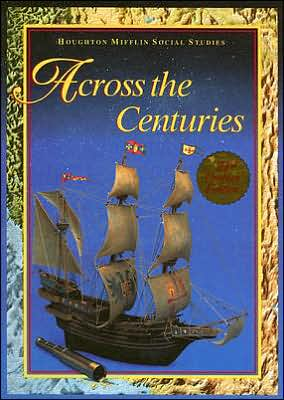 HOUGHTON MIFFLIN SOCIAL STUDIES
Across the
Centuries